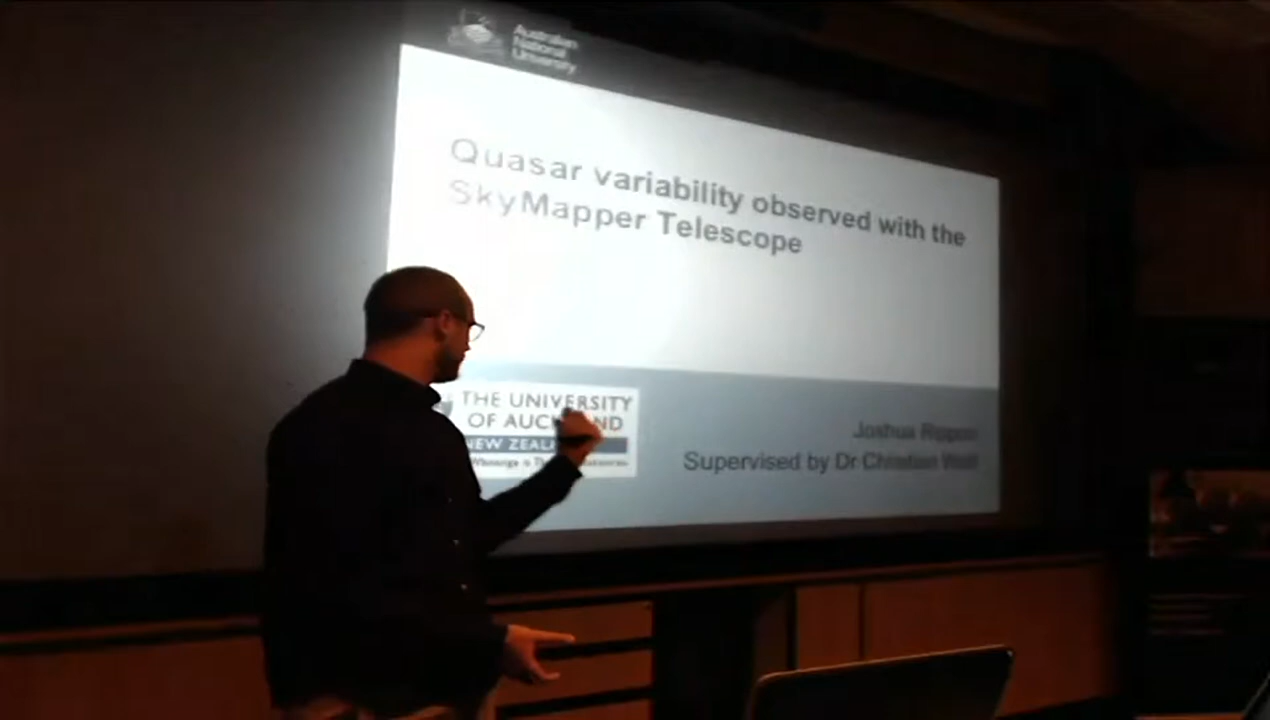 Australian
National
University
Quasar variability observed with the
SkyMapper Telescope
THE UNIVERSITY
OF AUCKLAND
NEW ZEALAND
Joshua
Supervised by Dr Christian Wolf